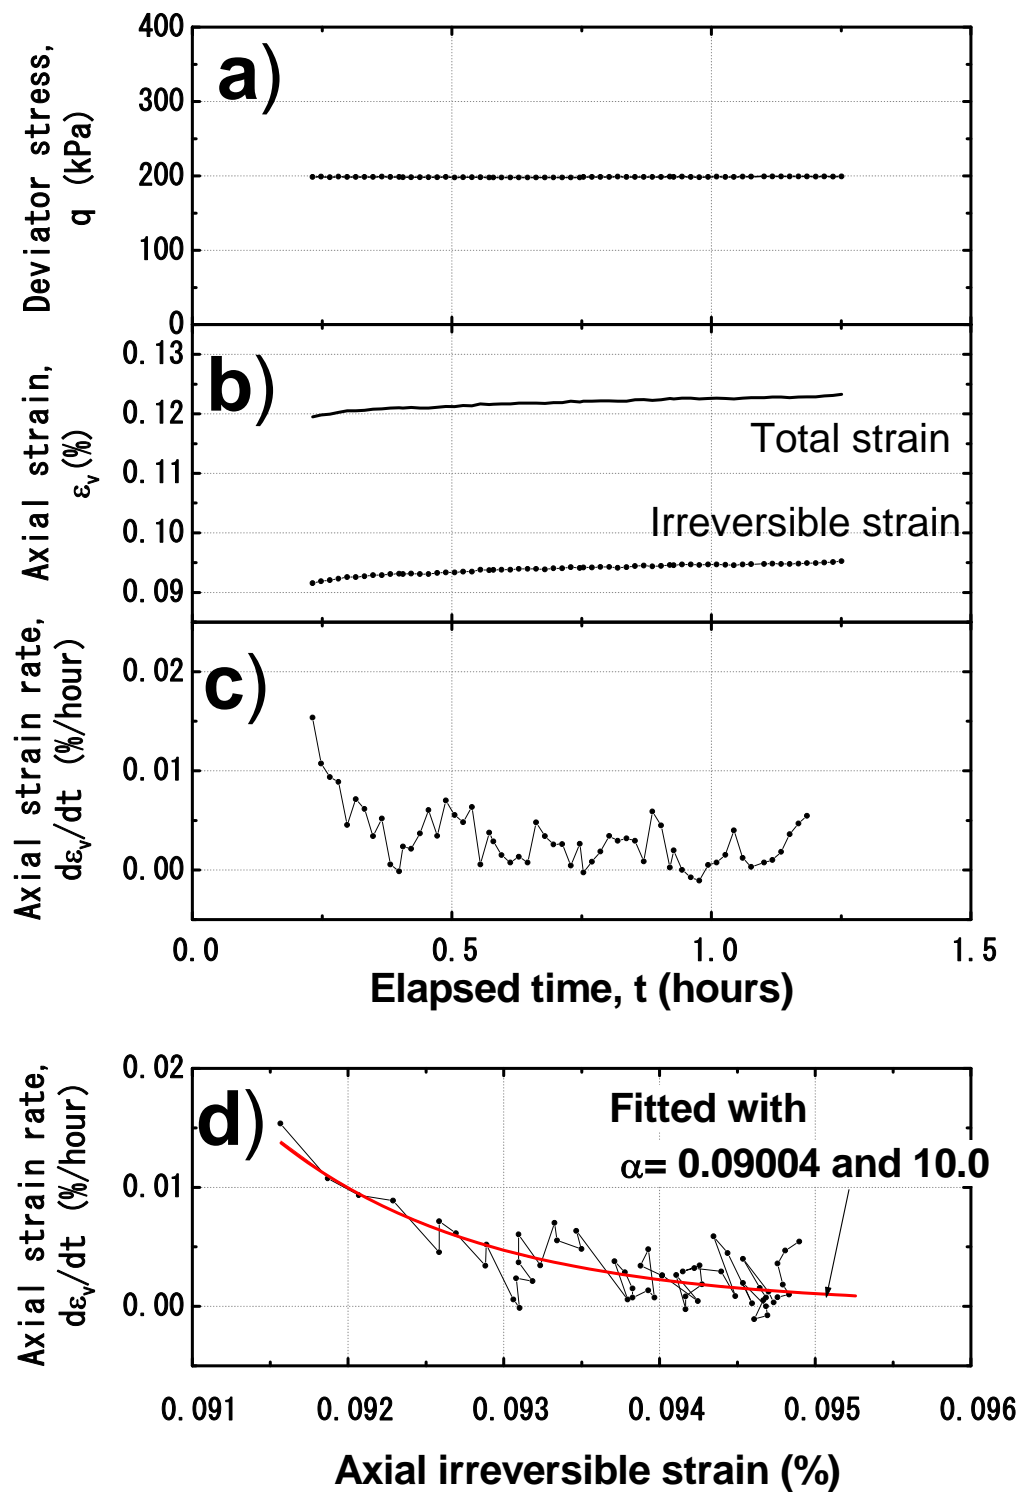 Deviator stress,
q (kPa)
400
300
200
100
0
a)
Axial strain,
εv(%)
0.13
0.12
0.11
0.10
0.09
b)
Total strain
Irreversible strain
Axial strain rate,
dεv/dt (%/hour)
0.02
0.01
0.00
c)
0.0 0.5 1.0 1.5
Elapsed time, t (hours)
Axial strain rate,
dεv/dt (%/hour)
0.02
0.01
0.00
d)
Fitted with
α= 0.09004 and 10.0
0.091 0.092 0.093 0.094 0.095 0.096
Axial irreversible strain (%)